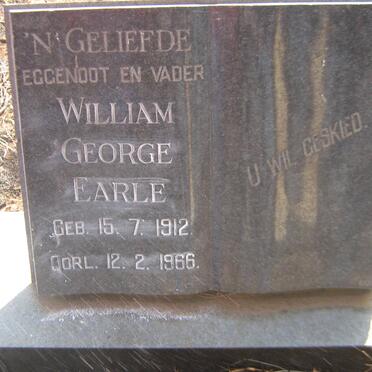 'N GELIEFDE
EGGENOOT EN VADER
WILLIAM
GEORGE
EARLE
GEB. 15. 7. 1912.
OORL. 12. 2. 1966.
U WIL GESKIED.